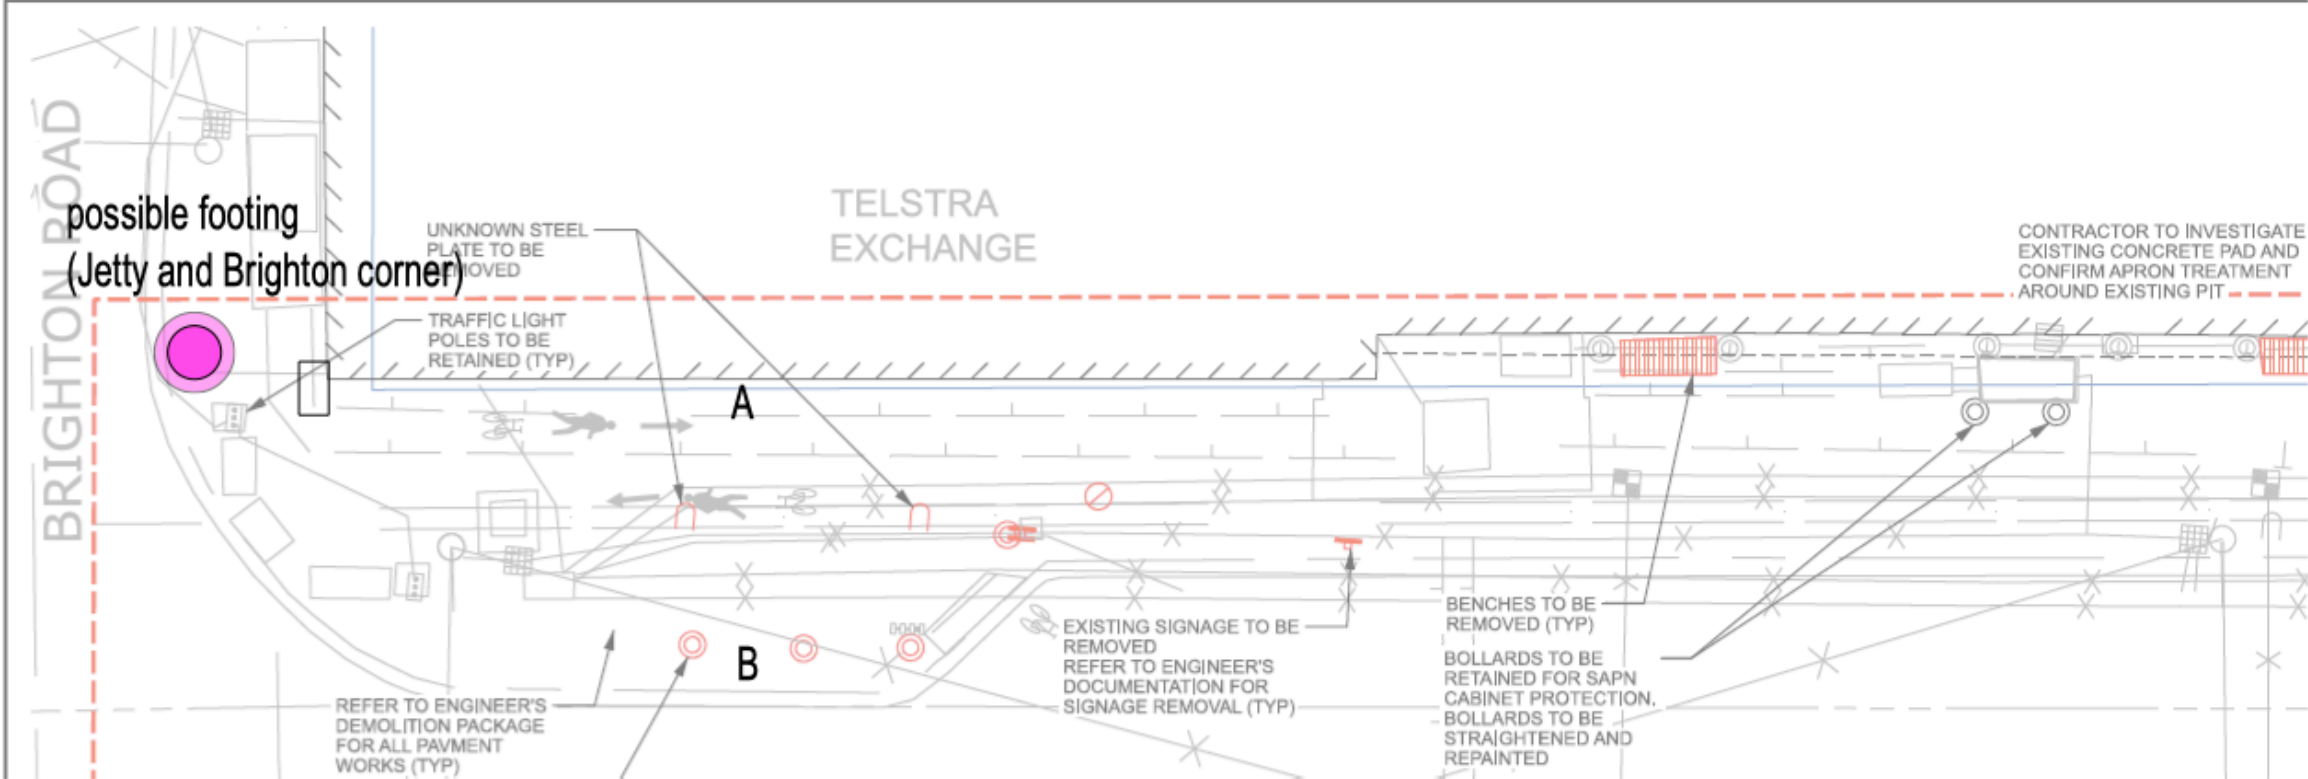 BRIGHTON ROAD
possible footing
(Jetty and Brighton corner)
UNKNOWN STEEL
PLATE TO BE
REMOVED
TELSTRA
EXCHANGE
CONTRACTOR TO INVESTIGATE
EXISTING CONCRETE PAD AND
CONFIRM APRON TREATMENT
AROUND EXISTING PIT
TRAFFIC LIGHT
POLES TO BE
RETAINED (TYP)
A
B
EXISTING SIGNAGE TO BE
REMOVED
REFER TO ENGINEER'S
DOCUMENTATION FOR
SIGNAGE REMOVAL (TYP)
BENCHES TO BE
REMOVED (TYP)
BOLLARDS TO BE
RETAINED FOR SAPN
CABINET PROTECTION.
BOLLARDS TO BE
STRAIGHTENED AND
REPAINTED
REFER TO ENGINEER'S
DEMOLITION PACKAGE
FOR ALL PAVMENT
WORKS (TYP)